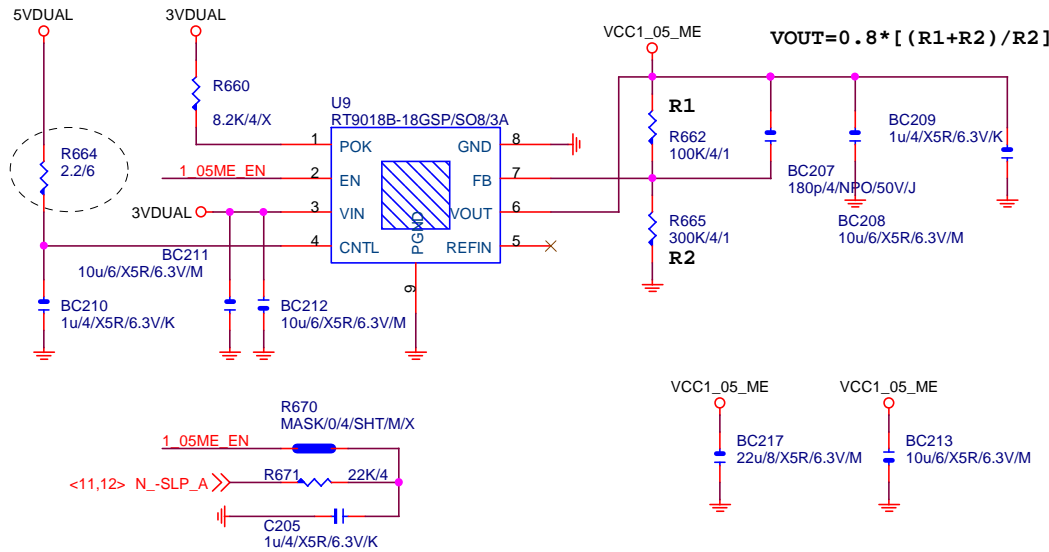 5VDUAL
3VDUAL
VCC1_05_ME
VOUT=0.8*[(R1+R2)/R2]
R660
8.2K/4/X
U9
RT9018B-18GSP/SO8/3A
R1
R662
100K/4/1
BC209
1u/4/X5R/6.3V/K
R664
2.2/6
1 POK
GND 8
1_05ME_EN
2 EN
FB 7
BC207
180p/4/NPO/50V/J
3VDUAL
3 VIN
VOUT 6
4 CNTL
REFIN 5
PGND
9
R665
300K/4/1
R2
BC208
10u/6/X5R/6.3V/M
BC211
10u/6/X5R/6.3V/M
BC210
1u/4/X5R/6.3V/K
BC212
10u/6/X5R/6.3V/M
R670
MASK/0/4/SHT/M/X
1_05ME_EN
<11,12> N_-SLP_A
R671
22K/4
C205
1u/4/X5R/6.3V/K
VCC1_05_ME
BC217
22u/8/X5R/6.3V/M
VCC1_05_ME
BC213
10u/6/X5R/6.3V/M